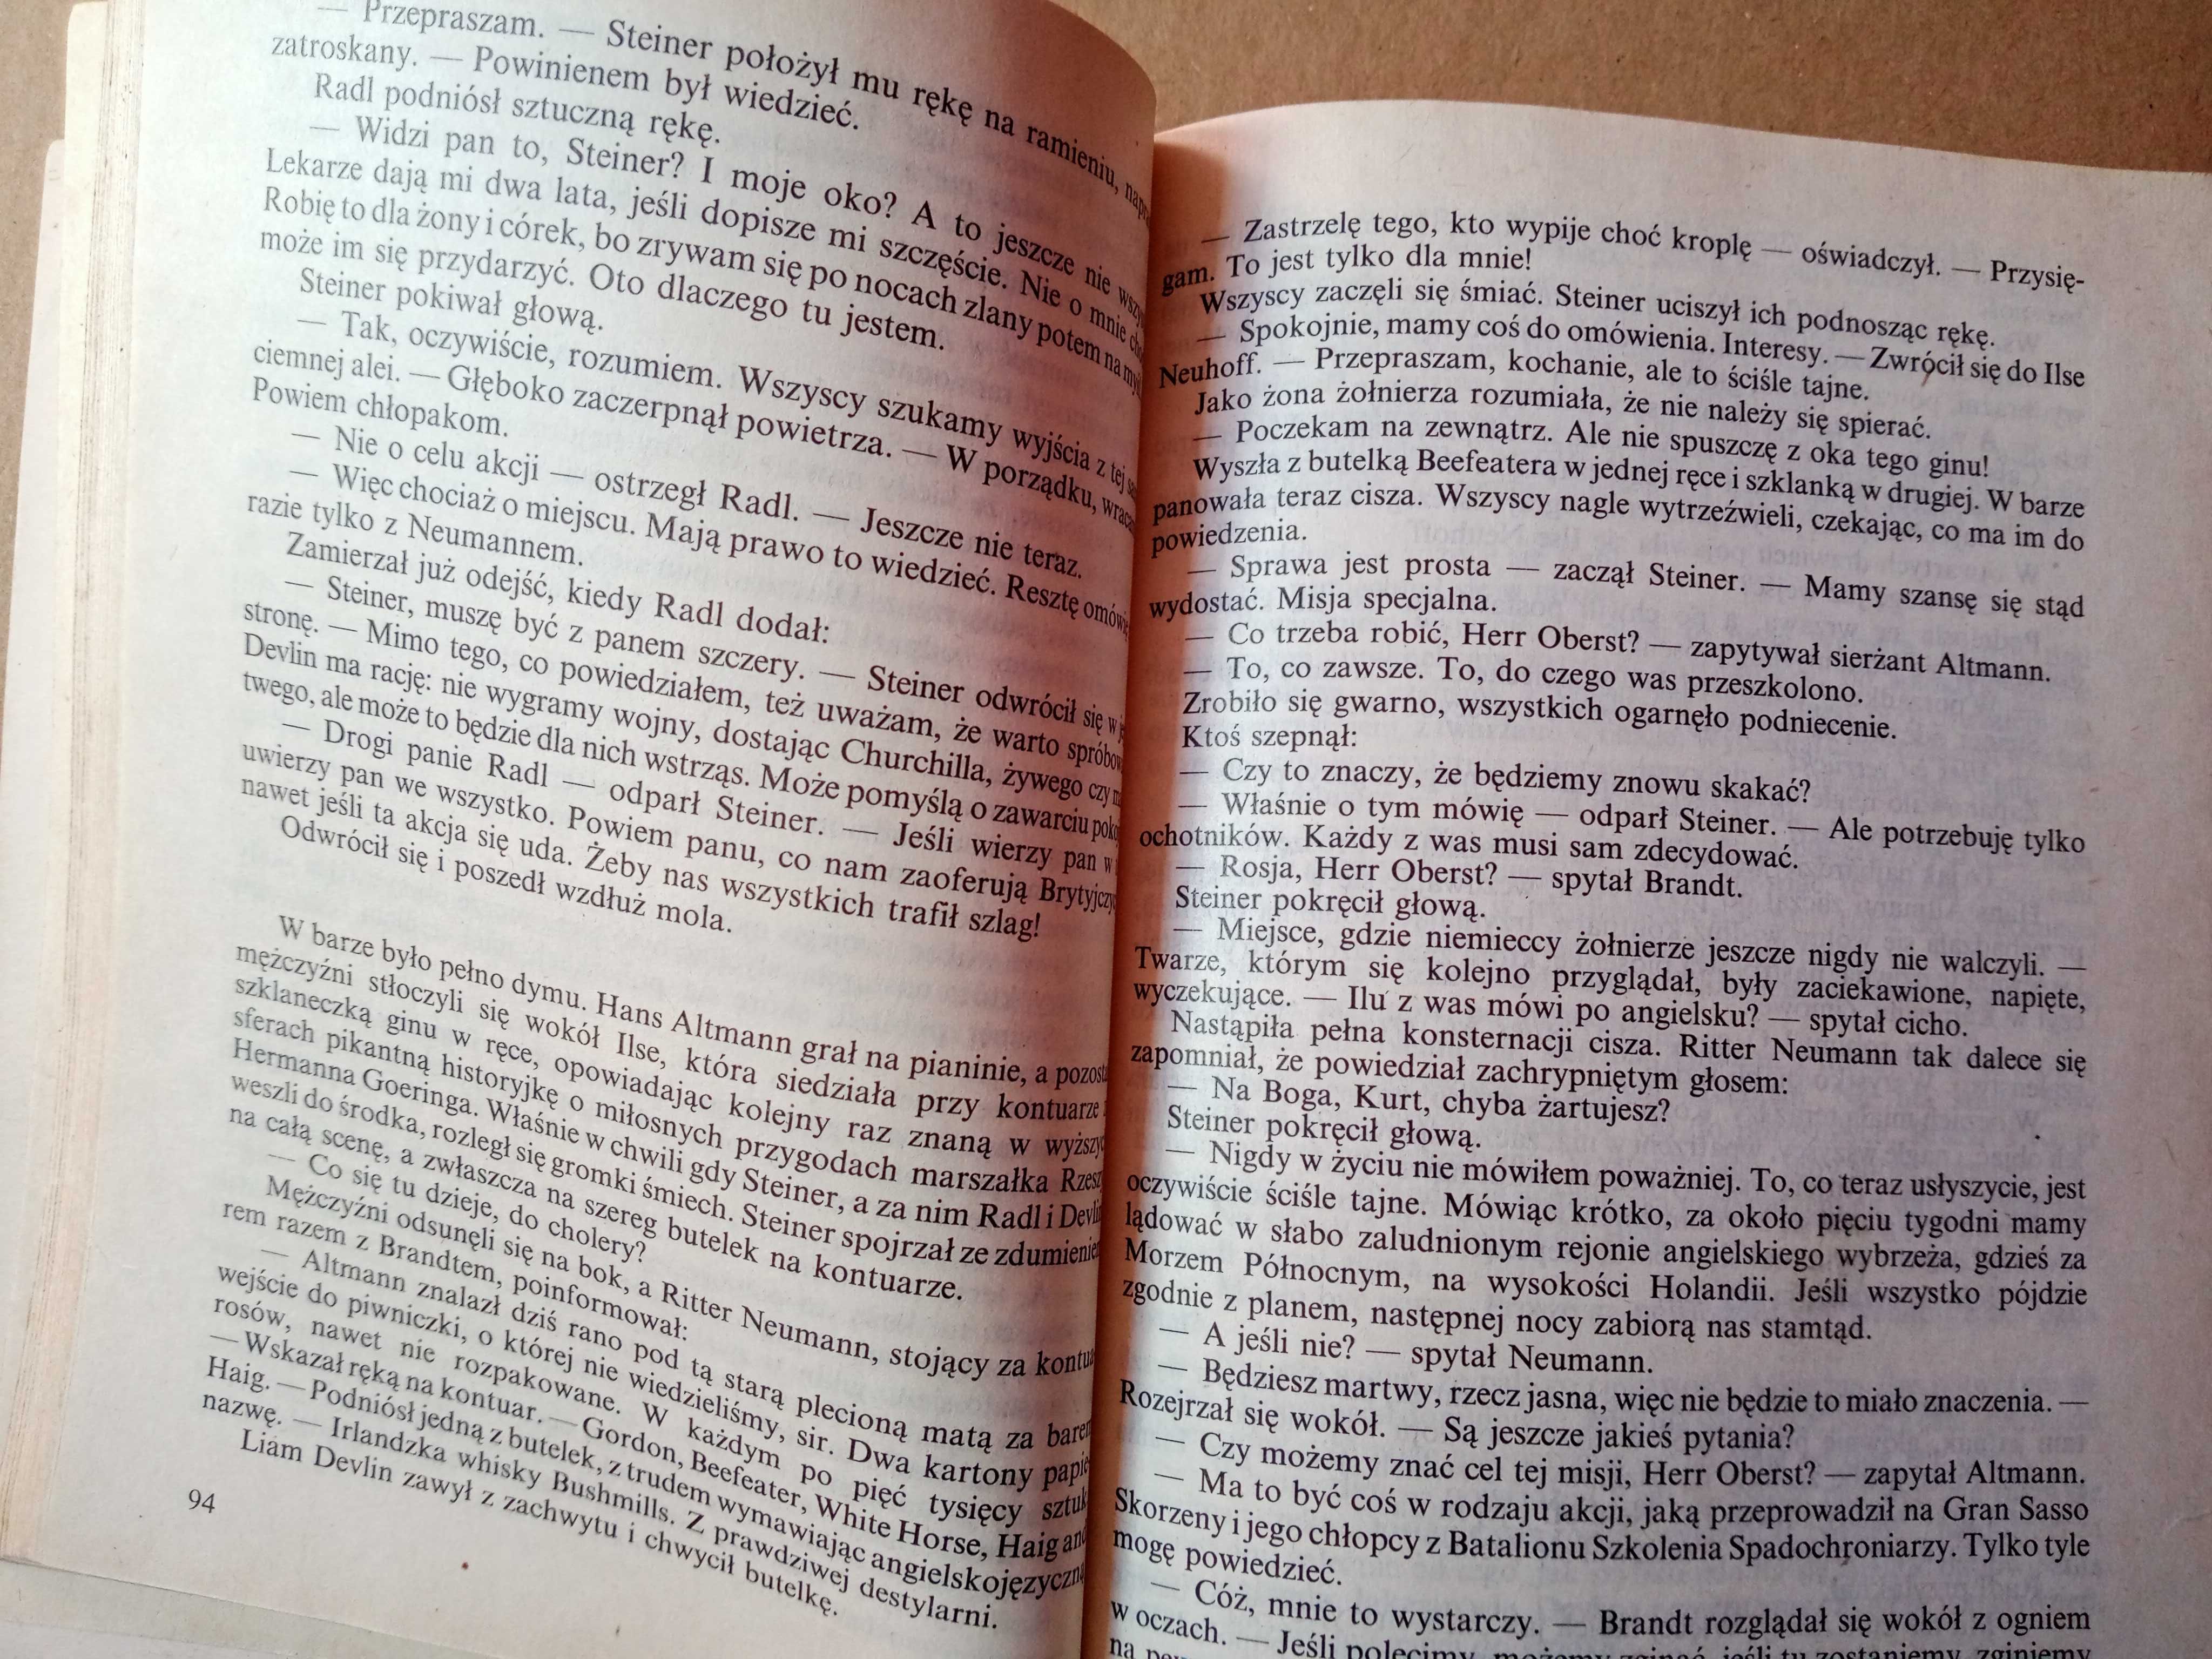 — Przepraszam. — Steiner położył mu rękę na ramieniu,
zatroskany. — Powinienem był wiedzieć.
Radl podniósł sztuczną rękę.
— Widzi pan to, Steiner? I moje oko? A to jeszcze nie
Lekarze dają mi dwa lata, jeśli dopisze mi szczęście. Nie o mnie
Robię to dla żony i córek, bo zrywam się po nocach zlany potem na
może im się przydarzyć. Oto dlaczego tu jestem.
Steiner pokiwał głową.
— Tak, oczywiście, rozumiem. Wszyscy szukamy wyjścia z tej
ciemnej alei. — Głęboko zaczerpnął powietrza. — W porządku,
Powiem chłopakom.
— Nie o celu akcji — ostrzegł Radl. — Jeszcze nie teraz.
— Więc chociaż o miejscu. Mają prawo to wiedzieć. Resztę
razie tylko z Neumannem.
Zamierzał już odejść, kiedy Radl dodał:
— Steiner, muszę być z panem szczery. — Steiner odwrócił się w
stronę. — Mimo tego, co powiedziałem, też uważam, że warto
Devlin ma rację: nie wygramy wojny, dostając Churchilla, żywego czy
twego, ale może to będzie dla nich wstrząs. Może pomyślą o zawarciu
— Drogi panie Radl — odparł Steiner. — Jeśli wierzy pan w
uwierzy pan we wszystko. Powiem panu, co nam zaoferują
nawet jeśli ta akcja się uda. Żeby nas wszystkich trafił szlag!
Odwrócił się i poszedł wzdłuż mola.
W barze było pełno dymu. Hans Altmann grał na pianinie, a
mężczyźni stłoczyli się wokół Ilse, która siedziała przy kontuarze
szklaneczką ginu w ręce, opowiadając kolejny raz znaną w
sferach pikantną historyjkę o miłosnych przygodach marszałka
Hermanna Goeringa. Właśnie w chwili gdy Steiner, a za nim Radl i
weszli do środka, rozległ się gromki śmiech. Steiner spojrzał ze
na całą scenę, a zwłaszcza na szereg butelek na kontuarze.
— Co się tu dzieje, do cholery?
Mężczyźni odsunęli się na bok, a Ritter Neumann, stojący za
rem razem z Brandtem, poinformował:
— Altmann znalazł dziś rano pod tą starą plecioną matą za
wejście do piwniczki, o której nie wiedzieliśmy, sir. Dwa kartony
rosów, nawet nie rozpakowane. W każdym po pięć tysięcy
— Wskazał ręką na kontuar. — Gordon, Beefeater, White Horse, Haig
Haig. — Podniósł jedną z butelek, z trudem wymawiając
nazwę. — Irlandzka whisky Bushmills. Z prawdziwej destylarni.
Liam Devlin zawył z zachwytu i chwycił butelkę.
94
— Zastrzelę tego, kto wypije choć kroplę — oświadczył. — Przysię-
gam. To jest tylko dla mnie!
Wszyscy zaczęli się śmiać. Steiner uciszył ich podnosząc rękę.
— Spokojnie, mamy coś do omówienia. Interesy. — Zwrócił się do Ilse
Neuhoff. — Przepraszam, kochanie, ale to ściśle tajne.
Jako żona żołnierza rozumiała, że nie należy się spierać.
— Poczekam na zewnątrz. Ale nie spuszczę z oka tego ginu!
Wyszła z butelką Beefeatera w jednej ręce i szklanką w drugiej. W barze
panowała teraz cisza. Wszyscy nagle wytrzeźwieli, czekając, co ma im do
powiedzenia.
— Sprawa jest prosta — zaczął Steiner. — Mamy szansę się stąd
wydostać. Misja specjalna.
— Co trzeba robić, Herr Oberst? — zapytywał sierżant Altmann.
— To, co zawsze. To, do czego was przeszkolono.
Zrobiło się gwarno, wszystkich ogarnęło podniecenie.
Ktoś szepnął:
— Czy to znaczy, że będziemy znowu skakać?
— Właśnie o tym mówię — odparł Steiner. — Ale potrzebuję tylko
ochotników. Każdy z was musi sam zdecydować.
— Rosja, Herr Oberst? — spytał Brandt.
Steiner pokręcił głową.
— Miejsce, gdzie niemieccy żołnierze jeszcze nigdy nie walczyli. —
Twarze, którym się kolejno przyglądał, były zaciekawione, napięte,
wyczekujące. — Ilu z was mówi po angielsku? — spytał cicho.
Nastąpiła pełna konsternacji cisza. Ritter Neumann tak dalece się
zapomniał, że powiedział zachrypniętym głosem:
— Na Boga, Kurt, chyba żartujesz?
Steiner pokręcił głową.
— Nigdy w życiu nie mówiłem poważniej. To, co teraz usłyszycie, jest
oczywiście ściśle tajne. Mówiąc krótko, za około pięciu tygodni mamy
lądować w słabo zaludnionym rejonie angielskiego wybrzeża, gdzieś za
Morzem Północnym, na wysokości Holandii. Jeśli wszystko pójdzie
zgodnie z planem, następnej nocy zabiorą nas stamtąd.
— A jeśli nie? — spytał Neumann.
— Będziesz martwy, rzecz jasna, więc nie będzie to miało znaczenia. —
Rozejrzał się wokół. — Są jeszcze jakieś pytania?
— Czy możemy znać cel tej misji, Herr Oberst? — zapytał Altmann.
— Ma to być coś w rodzaju akcji, jaką przeprowadził na Gran Sasso
Skorzeny i jego chłopcy z Batalionu Szkolenia Spadochroniarzy. Tylko tyle
mogę powiedzieć.
— Cóż, mnie to wystarczy. — Brandt rozglądał się wokół z ogniem
w oczach. — Jeśli polecimy, możemy zginąć, jeśli tu zostaniemy, zginiemy
na